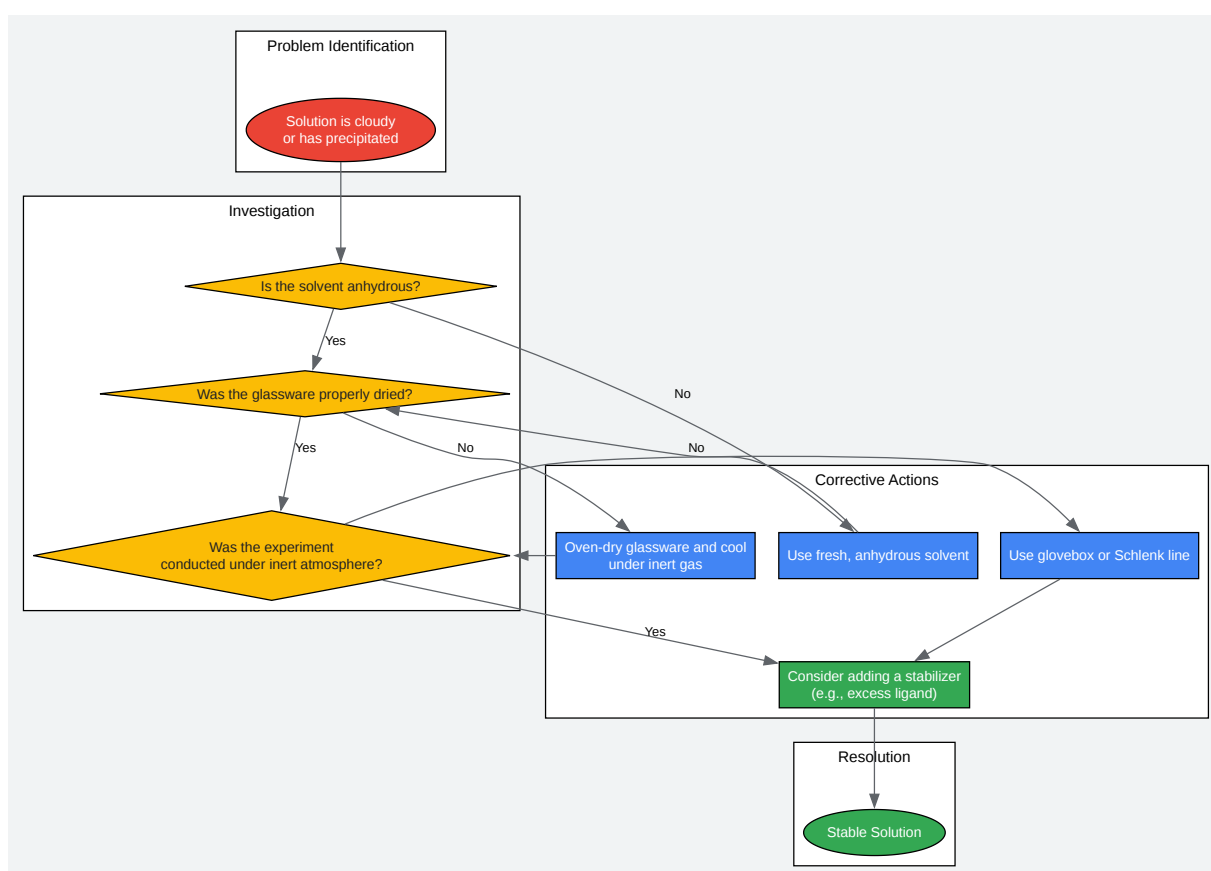 Problem Identification
Solution is cloudy
or has precipitated
Investigation
Is the solvent anhydrous?
Yes
No
Was the glassware properly dried?
Yes
No
No
Corrective Actions
Was the experiment
conducted under inert atmosphere?
Oven-dry glassware and cool
under inert gas
Use fresh, anhydrous solvent
Use glovebox or Schlenk line
Yes
Consider adding a stabilizer
(e.g., excess ligand)
Resolution
Stable Solution